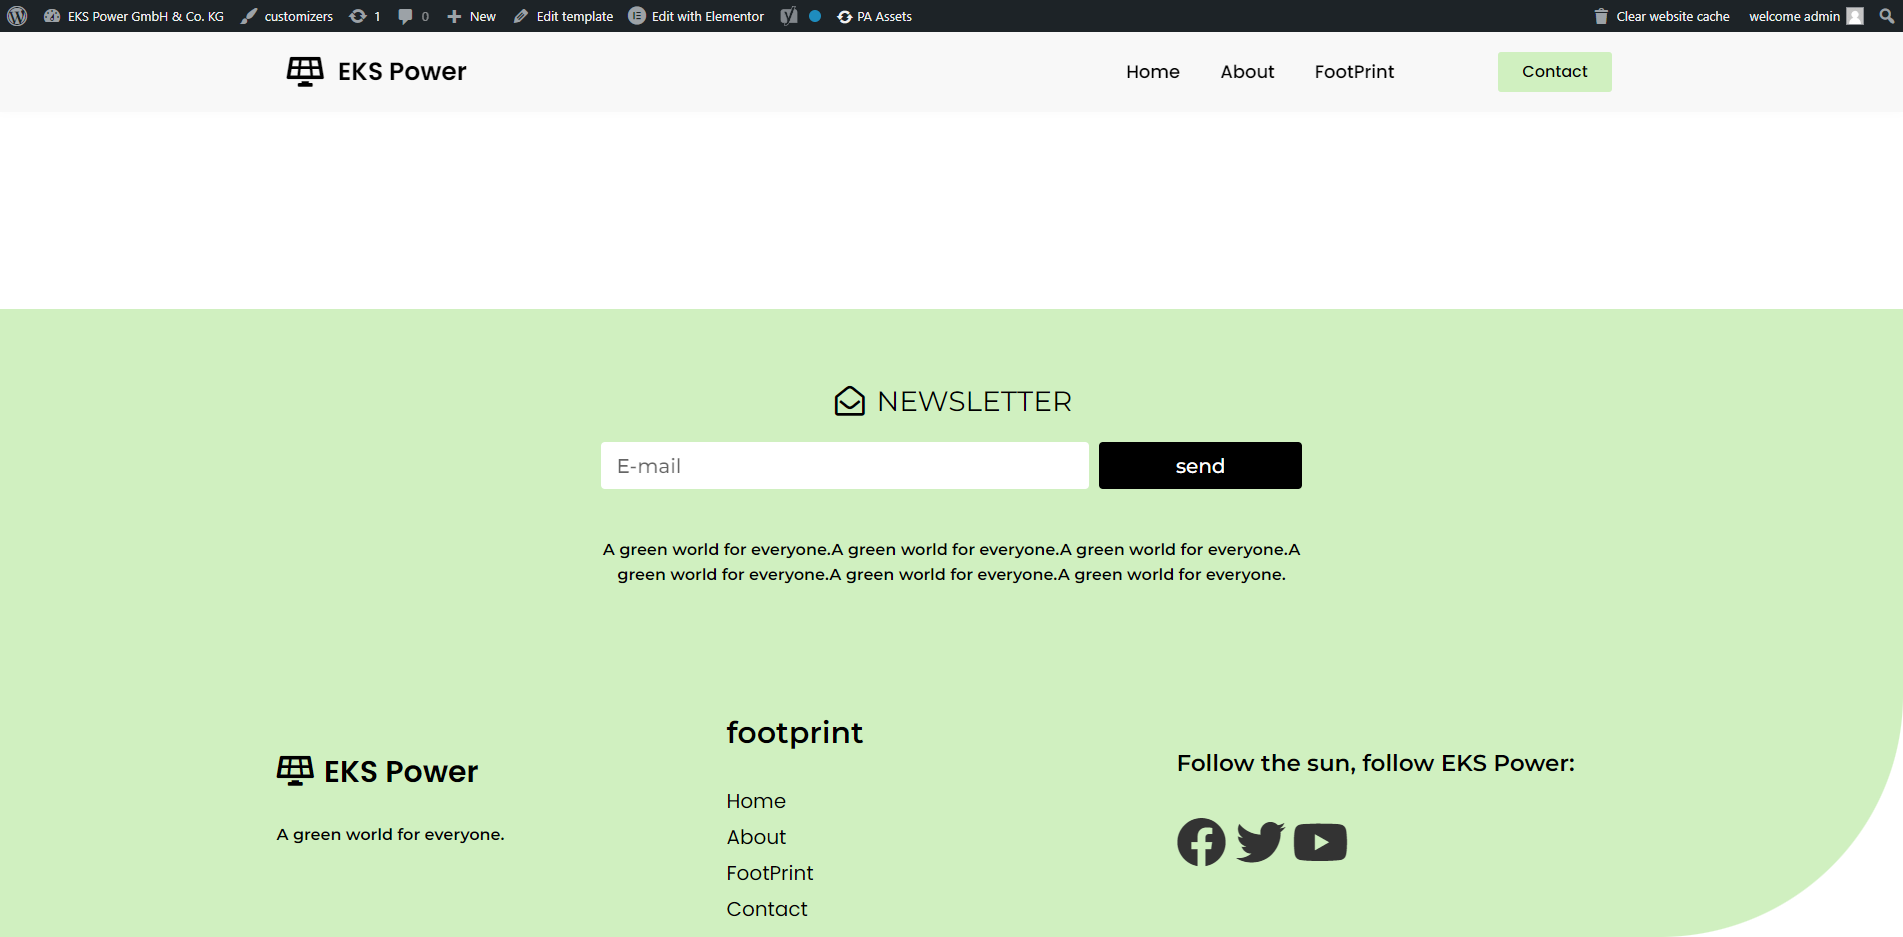 EKS Power GmbH & Co. KG customizers 1 0 New Edit template Edit with Elementor PA Assets Clear website cache welcome admin
EKS Power Home About FootPrint Contact
NEWSLETTER
E-mail send
A green world for everyone.A green world for everyone.A green world for everyone.A
green world for everyone.A green world for everyone.A green world for everyone.
EKS Power
A green world for everyone.
footprint
Home
About
FootPrint
Contact
Follow the sun, follow EKS Power: